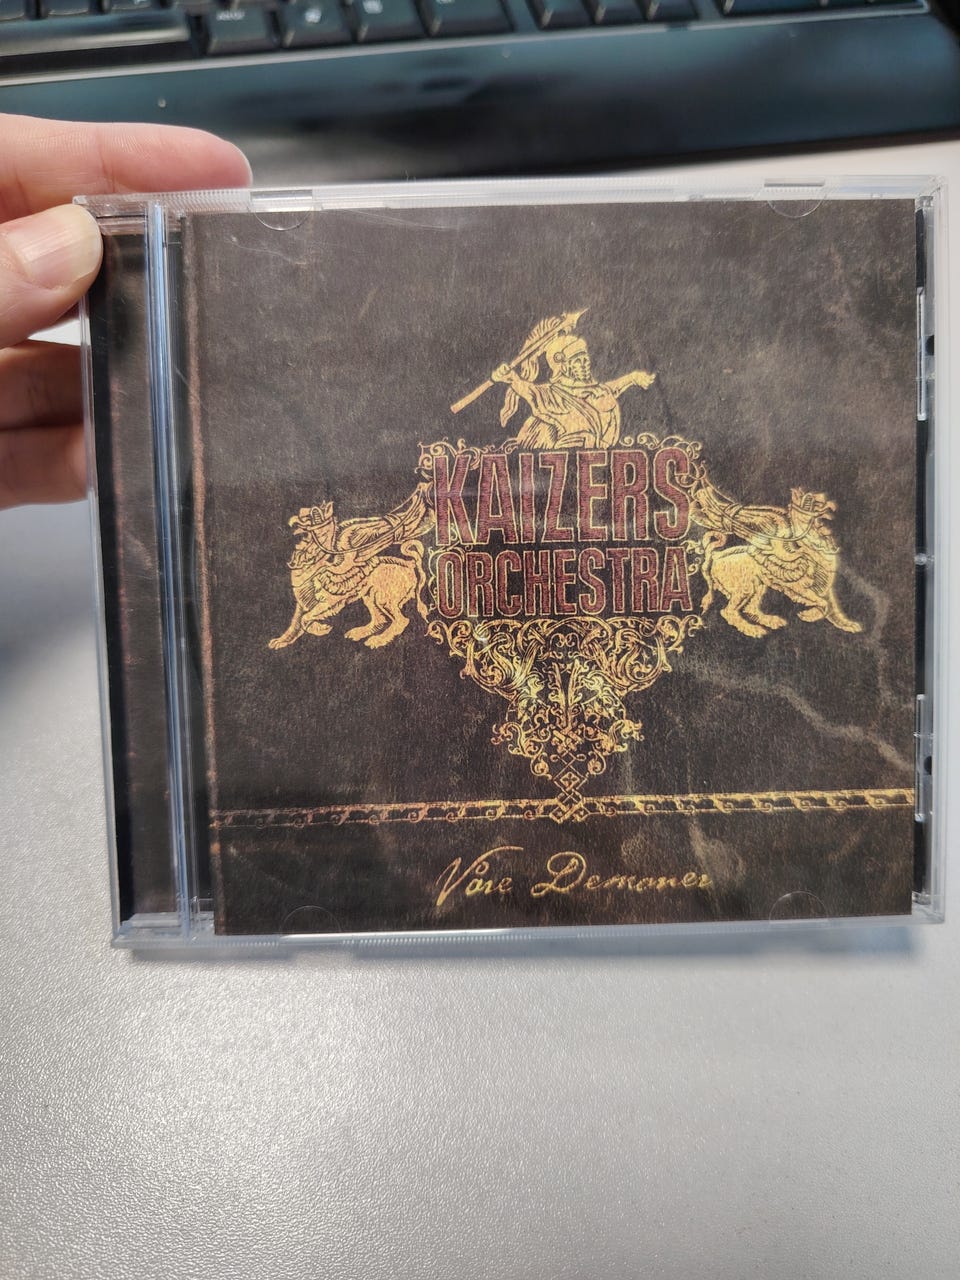 KAIZERS
ORCHESTRA
Våre Demoner